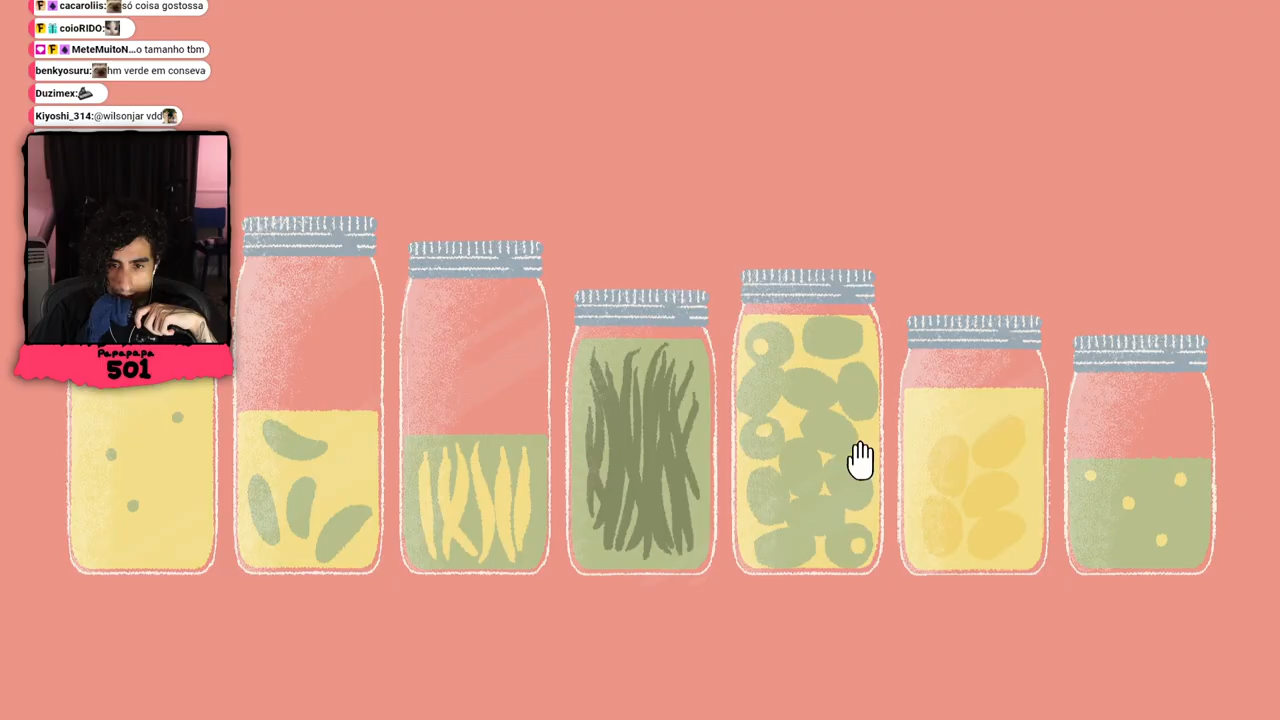 cacaroliis: só coisa gostossa
coioRIDO:
MeteMuitoN...o tamanho tbm
benkyosuru: hm verde em conseva
Duzimex:
Kiyoshi_314:@wilsonjar vdd
Papapapa
501